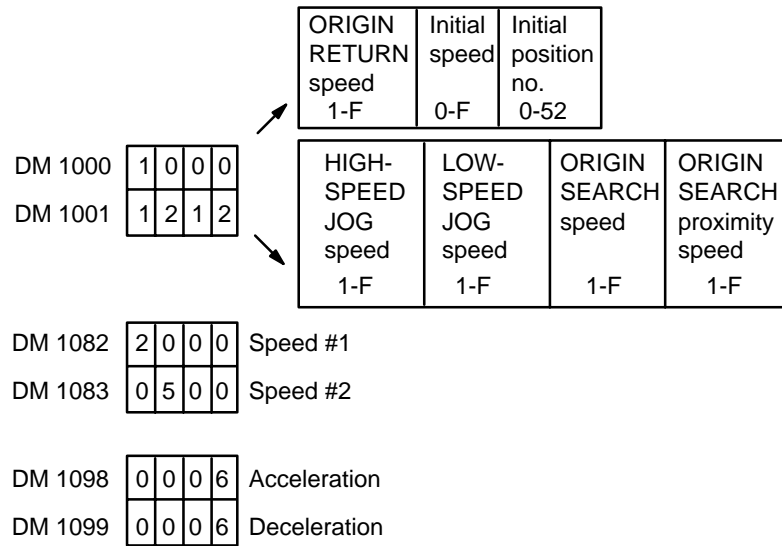 ORIGIN RETURN speed 1-F
Initial speed 0-F
Initial position no. 0-52
DM 1000 1 0 0 0
DM 1001 1 2 1 2
HIGH-SPEED JOG speed 1-F
LOW-SPEED JOG speed 1-F
ORIGIN SEARCH speed 1-F
ORIGIN SEARCH proximity speed 1-F
DM 1082 2 0 0 0 Speed #1
DM 1083 0 5 0 0 Speed #2
DM 1098 0 0 0 6 Acceleration
DM 1099 0 0 0 6 Deceleration